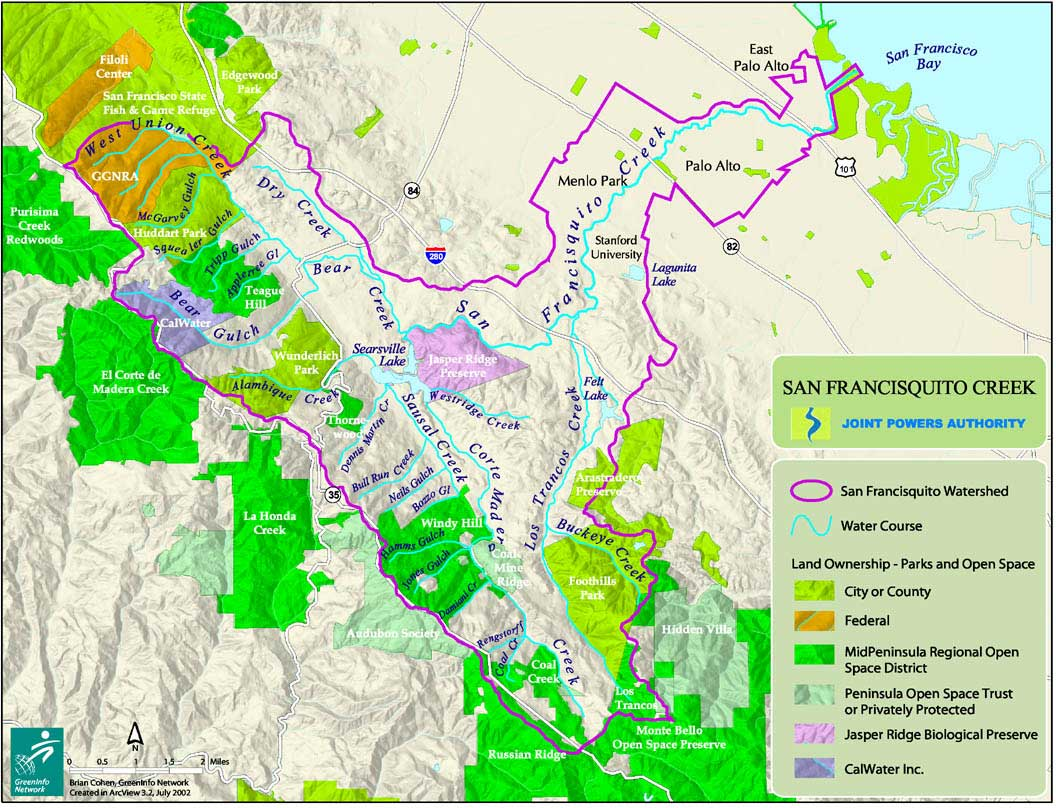 Filoli
Center
Edgewood
Park
San Francisco State
Fish & Game Refuge
East
Palo Alto
San Francisco
Bay
West Union Creek
GGNRA
McGarvey Gulch
Huddart Park
Squealer Gulch
Tripp Gulch
Appletree Gl
Teague
Hill
Purisima
Creek
Redwoods
Dry Creek
84
280
Menlo Park
Palo Alto
101
82
Stanford
University
Lagunita
Lake
San Francisquito Creek
Bear Creek
Bear Gulch
CalWater
El Corte de
Madera Creek
Wunderlich
Park
Alambique Creek
Searsville
Lake
Jasper Ridge
Preserve
Westridge Creek
Felt
Lake
Thorne
wood
Dennis Martin Cr
Sausal Creek
Corte Madera Creek
Los Trancos Creek
Bull Run Creek
Neils Gulch
Bozzo Gl
35
Arastradero
Preserve
La Honda
Creek
Windy Hill
Hamms Gulch
Jones Gulch
Damiani Cr
Coal
Mine
Ridge
Buckeye Creek
Foothills
Park
Hidden Villa
Audubon Society
Rengstorf
Coal Cr
Coal
Creek
Los
Trancos
Monte Bello
Open Space Preserve
Russian Ridge
SAN FRANCISQUITO CREEK
JOINT POWERS AUTHORITY
San Francisquito Watershed
Water Course
Land Ownership - Parks and Open Space
City or County
Federal
MidPeninsula Regional Open
Space District
Peninsula Open Space Trust
or Privately Protected
Jasper Ridge Biological Preserve
CalWater Inc.
GreenInfo
Network
N
0 0.5 1 1.5 2 Miles
Brian Cohen, GreenInfo Network
Created in ArcView 3.2, July 2002